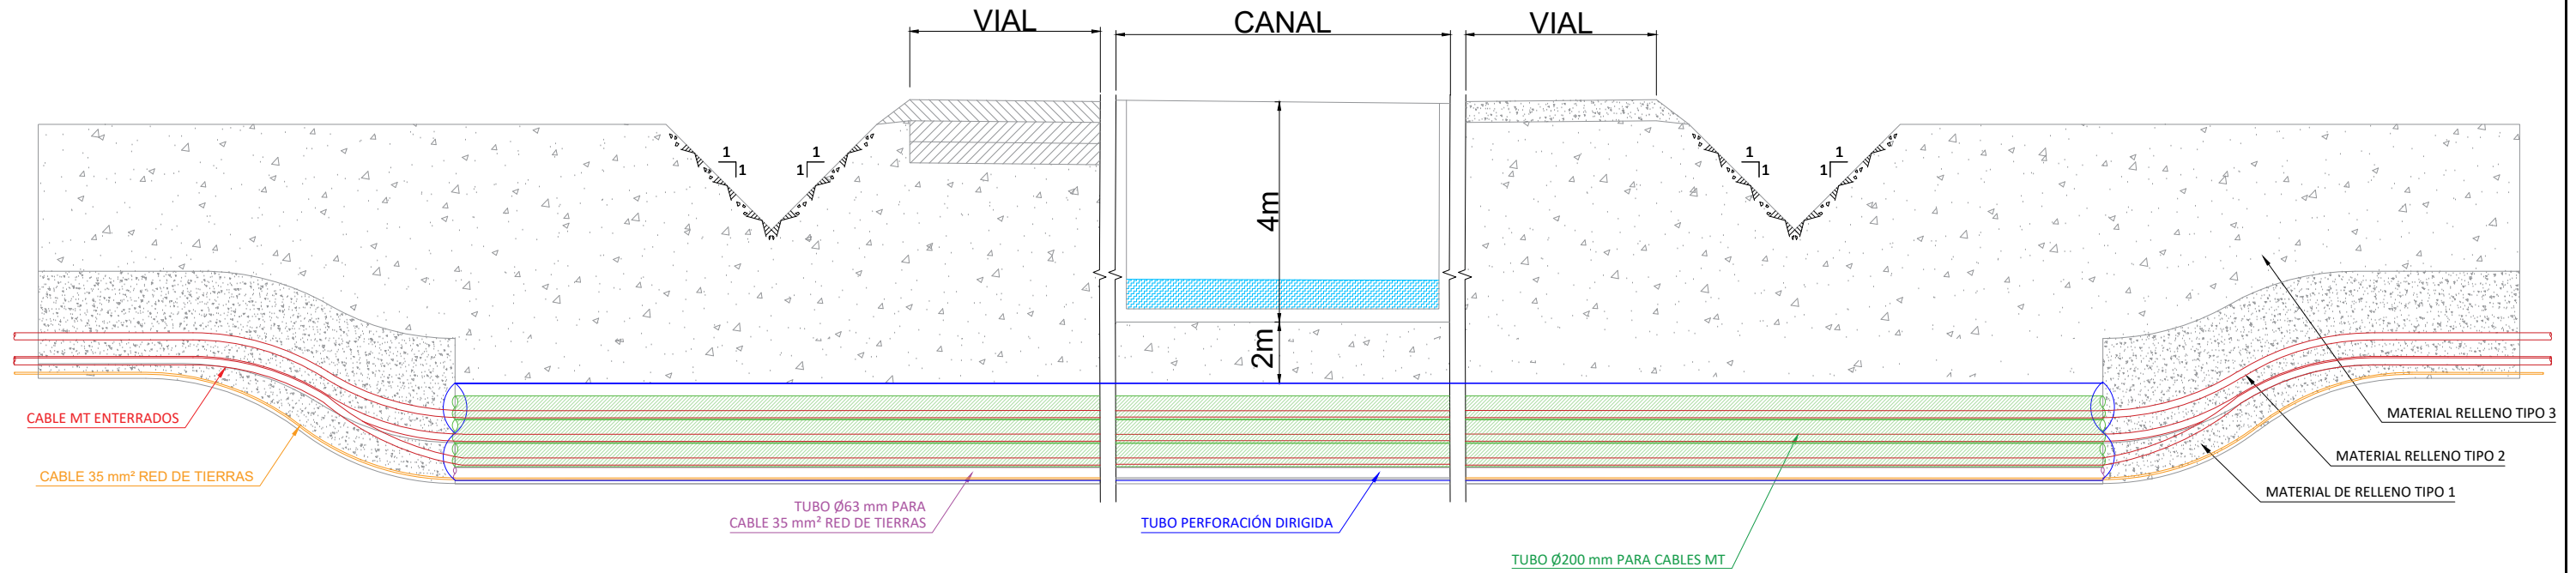 VIAL
CANAL
VIAL
1
1
1
1
1
1
1
1
4m
2m
CABLE MT ENTERRADOS
CABLE 35 mm² RED DE TIERRAS
TUBO Ø63 mm PARA
CABLE 35 mm² RED DE TIERRAS
TUBO PERFORACIÓN DIRIGIDA
TUBO Ø200 mm PARA CABLES MT
MATERIAL RELLENO TIPO 3
MATERIAL RELLENO TIPO 2
MATERIAL DE RELLENO TIPO 1